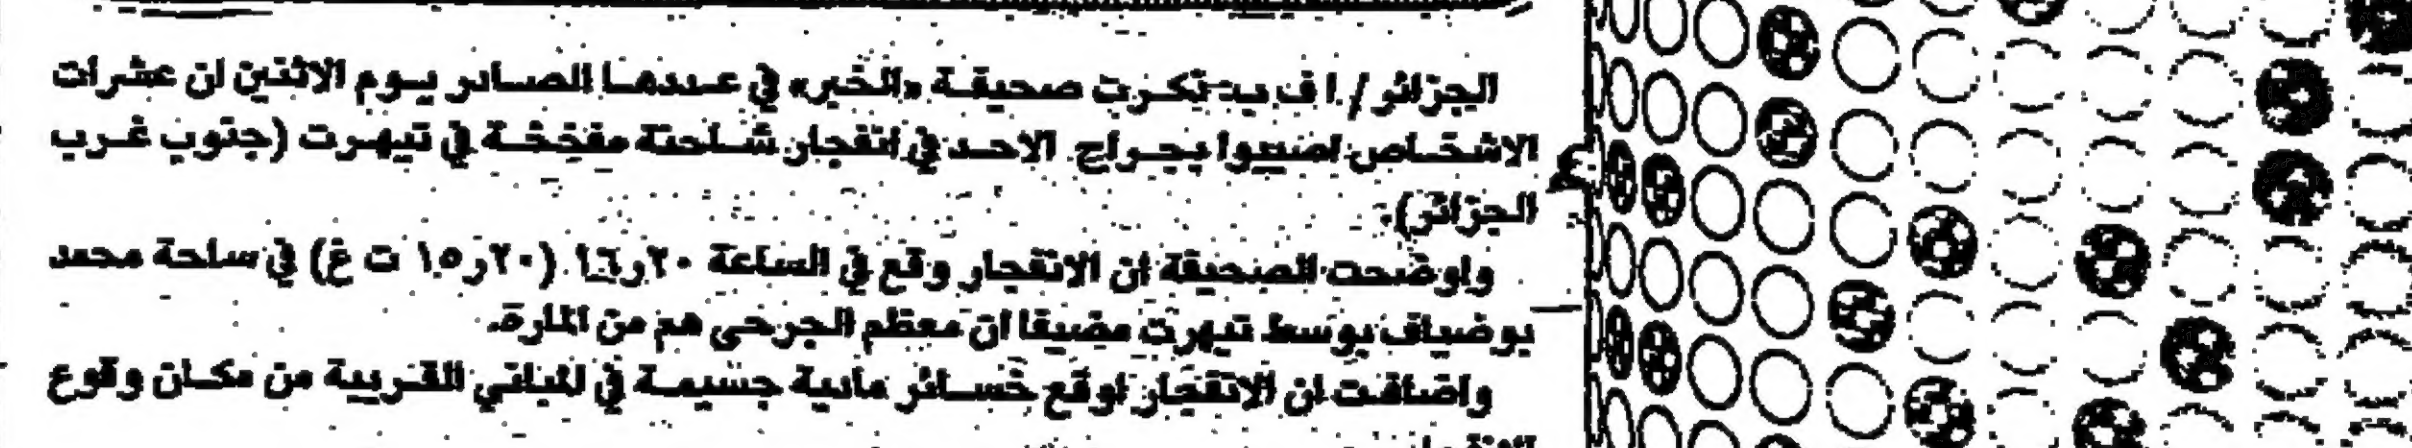 الجزائر / ا ف ب - ذكرت صحيفة «الخبر» في عددها الصادر يوم الاثنين ان عشرات
الاشخاص اصيبوا بجراح الاحد في انفجار شاحنة مفخخة في تيهرت (جنوب غرب
الجزائر).
واوضحت الصحيفة ان الانفجار وقع في الساعة ٢٠ر١٦ (٢٠ر١٥ ت غ) في ساحة محمد
بوضياف بوسط تيهرت مضيفا ان معظم الجرحى هم من المارة.
واضافت ان الانفجار اوقع خسائر مادية جسيمة في المباني القريبة من مكان وقوع